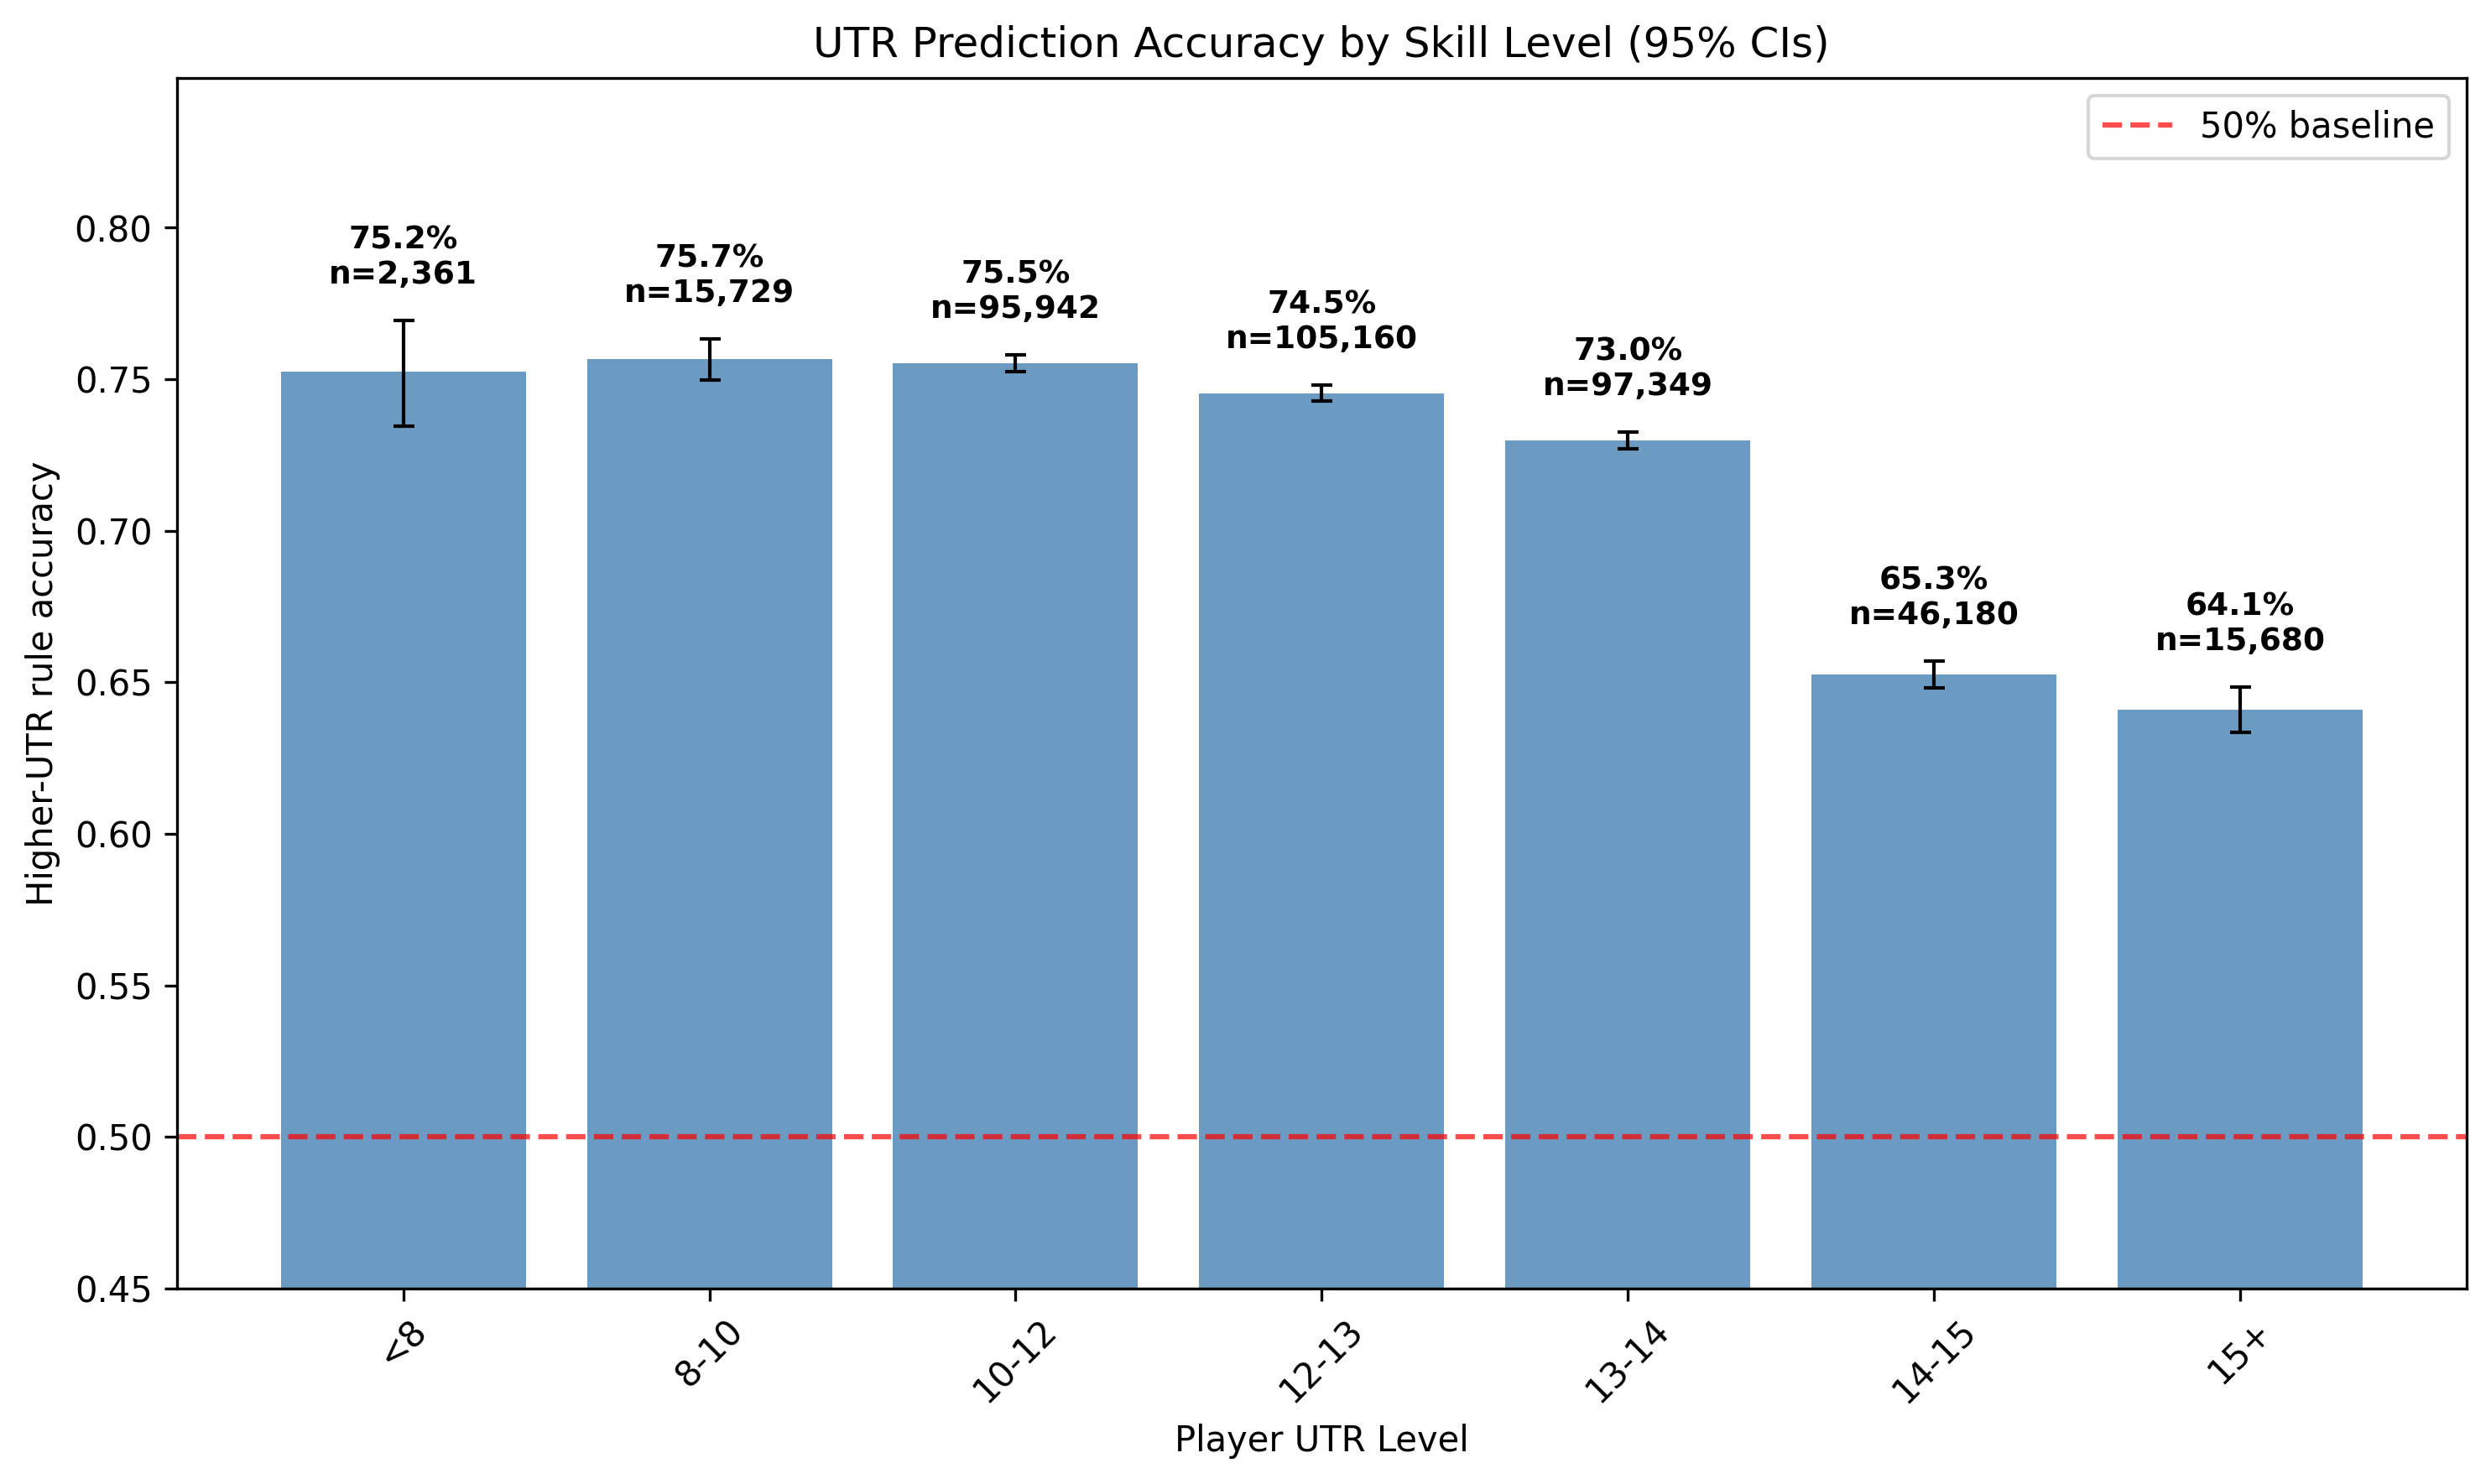 UTR Prediction Accuracy by Skill Level (95% CIs)
50% baseline
Higher-UTR rule accuracy
0.80
0.75
0.70
0.65
0.60
0.55
0.50
0.45
75.2%
n=2,361
75.7%
n=15,729
75.5%
n=95,942
74.5%
n=105,160
73.0%
n=97,349
65.3%
n=46,180
64.1%
n=15,680
<8
8-10
10-12
12-13
13-14
14-15
15+
Player UTR Level